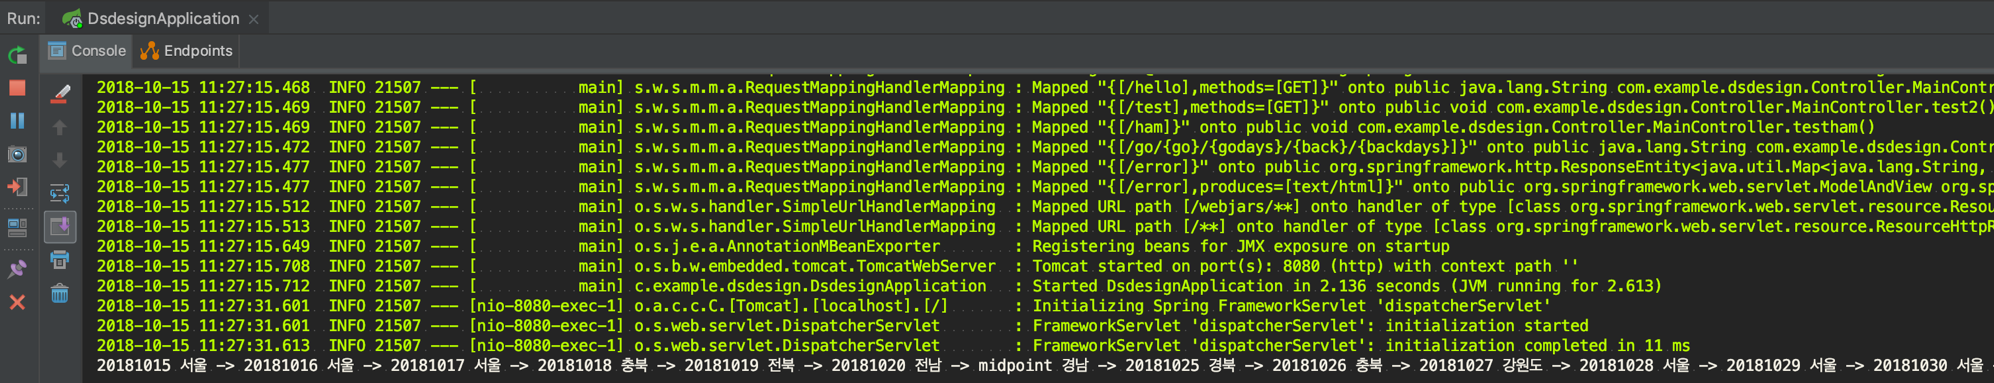 Run: DsdesignApplication ×
Console Endpoints
2018-10-15 11:27:15.468 INFO 21507 --- [ main] s.w.s.m.m.a.RequestMappingHandlerMapping : Mapped "{[/hello],methods=[GET]}" onto public java.lang.String com.example.dsdesign.Controller.MainContr
2018-10-15 11:27:15.469 INFO 21507 --- [ main] s.w.s.m.m.a.RequestMappingHandlerMapping : Mapped "{[/test],methods=[GET]}" onto public void com.example.dsdesign.Controller.MainController.test2()
2018-10-15 11:27:15.469 INFO 21507 --- [ main] s.w.s.m.m.a.RequestMappingHandlerMapping : Mapped "{[/ham]}" onto public void com.example.dsdesign.Controller.MainController.testham()
2018-10-15 11:27:15.472 INFO 21507 --- [ main] s.w.s.m.m.a.RequestMappingHandlerMapping : Mapped "{[/go/{go}/{godays}/{back}/{backdays}]}" onto public java.lang.String com.example.dsdesign.Contr
2018-10-15 11:27:15.477 INFO 21507 --- [ main] s.w.s.m.m.a.RequestMappingHandlerMapping : Mapped "{[/error]}" onto public org.springframework.http.ResponseEntity<java.util.Map<java.lang.String,
2018-10-15 11:27:15.477 INFO 21507 --- [ main] s.w.s.m.m.a.RequestMappingHandlerMapping : Mapped "{[/error],produces=[text/html]}" onto public org.springframework.web.servlet.ModelAndView org.sp
2018-10-15 11:27:15.512 INFO 21507 --- [ main] o.s.w.s.handler.SimpleUrlHandlerMapping : Mapped URL path [/webjars/**] onto handler of type [class org.springframework.web.servlet.resource.Resou
2018-10-15 11:27:15.513 INFO 21507 --- [ main] o.s.w.s.handler.SimpleUrlHandlerMapping : Mapped URL path [/**] onto handler of type [class org.springframework.web.servlet.resource.ResourceHttpR
2018-10-15 11:27:15.649 INFO 21507 --- [ main] o.s.j.e.a.AnnotationMBeanExporter : Registering beans for JMX exposure on startup
2018-10-15 11:27:15.708 INFO 21507 --- [ main] o.s.b.w.embedded.tomcat.TomcatWebServer : Tomcat started on port(s): 8080 (http) with context path ''
2018-10-15 11:27:15.712 INFO 21507 --- [ main] c.example.dsdesign.DsdesignApplication : Started DsdesignApplication in 2.136 seconds (JVM running for 2.613)
2018-10-15 11:27:31.601 INFO 21507 --- [nio-8080-exec-1] o.a.c.c.C.[Tomcat].[localhost].[/] : Initializing Spring FrameworkServlet 'dispatcherServlet'
2018-10-15 11:27:31.601 INFO 21507 --- [nio-8080-exec-1] o.s.web.servlet.DispatcherServlet : FrameworkServlet 'dispatcherServlet': initialization started
2018-10-15 11:27:31.613 INFO 21507 --- [nio-8080-exec-1] o.s.web.servlet.DispatcherServlet : FrameworkServlet 'dispatcherServlet': initialization completed in 11 ms
20181015 서울 -> 20181016 서울 -> 20181017 서울 -> 20181018 충북 -> 20181019 전북 -> 20181020 전남 -> midpoint 경남 -> 20181025 경북 -> 20181026 충북 -> 20181027 강원도 -> 20181028 서울 -> 20181029 서울 -> 20181030 서울